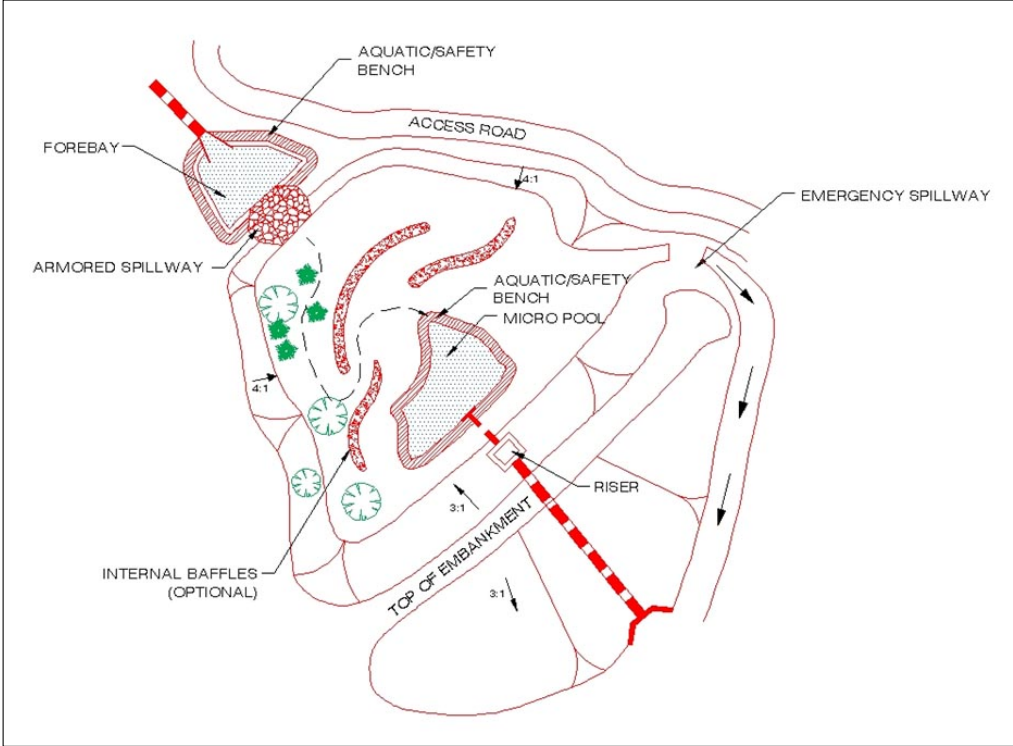 AQUATIC/SAFETY
BENCH
ACCESS ROAD
FOREBAY
4:1
EMERGENCY SPILLWAY
ARMORED SPILLWAY
AQUATIC/SAFETY
BENCH
MICRO POOL
4:1
RISER
3:1
TOP OF EMBANKMENT
INTERNAL BAFFLES
(OPTIONAL)
3:1